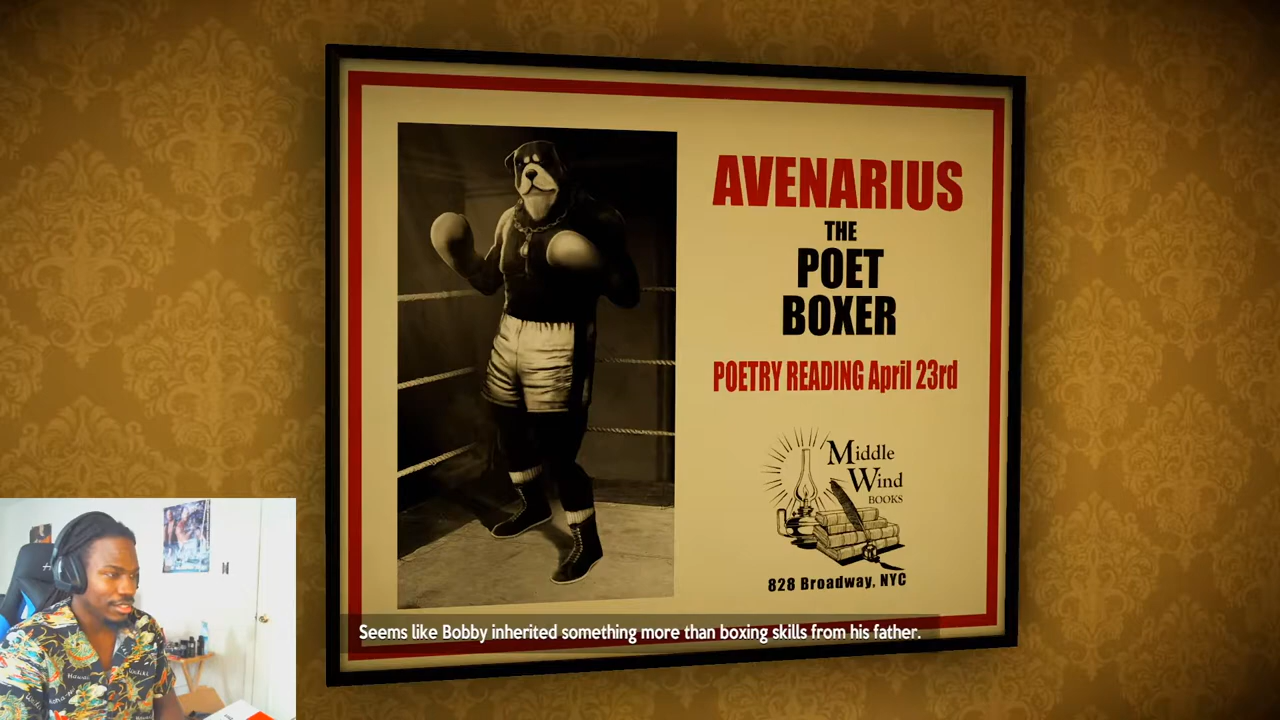 AVENARIUS
THE
POET
BOXER
POETRY READING April 23rd
Middle
Wind
BOOKS
828 Broadway, NYC
Seems like Bobby inherited something more than boxing skills from his father.